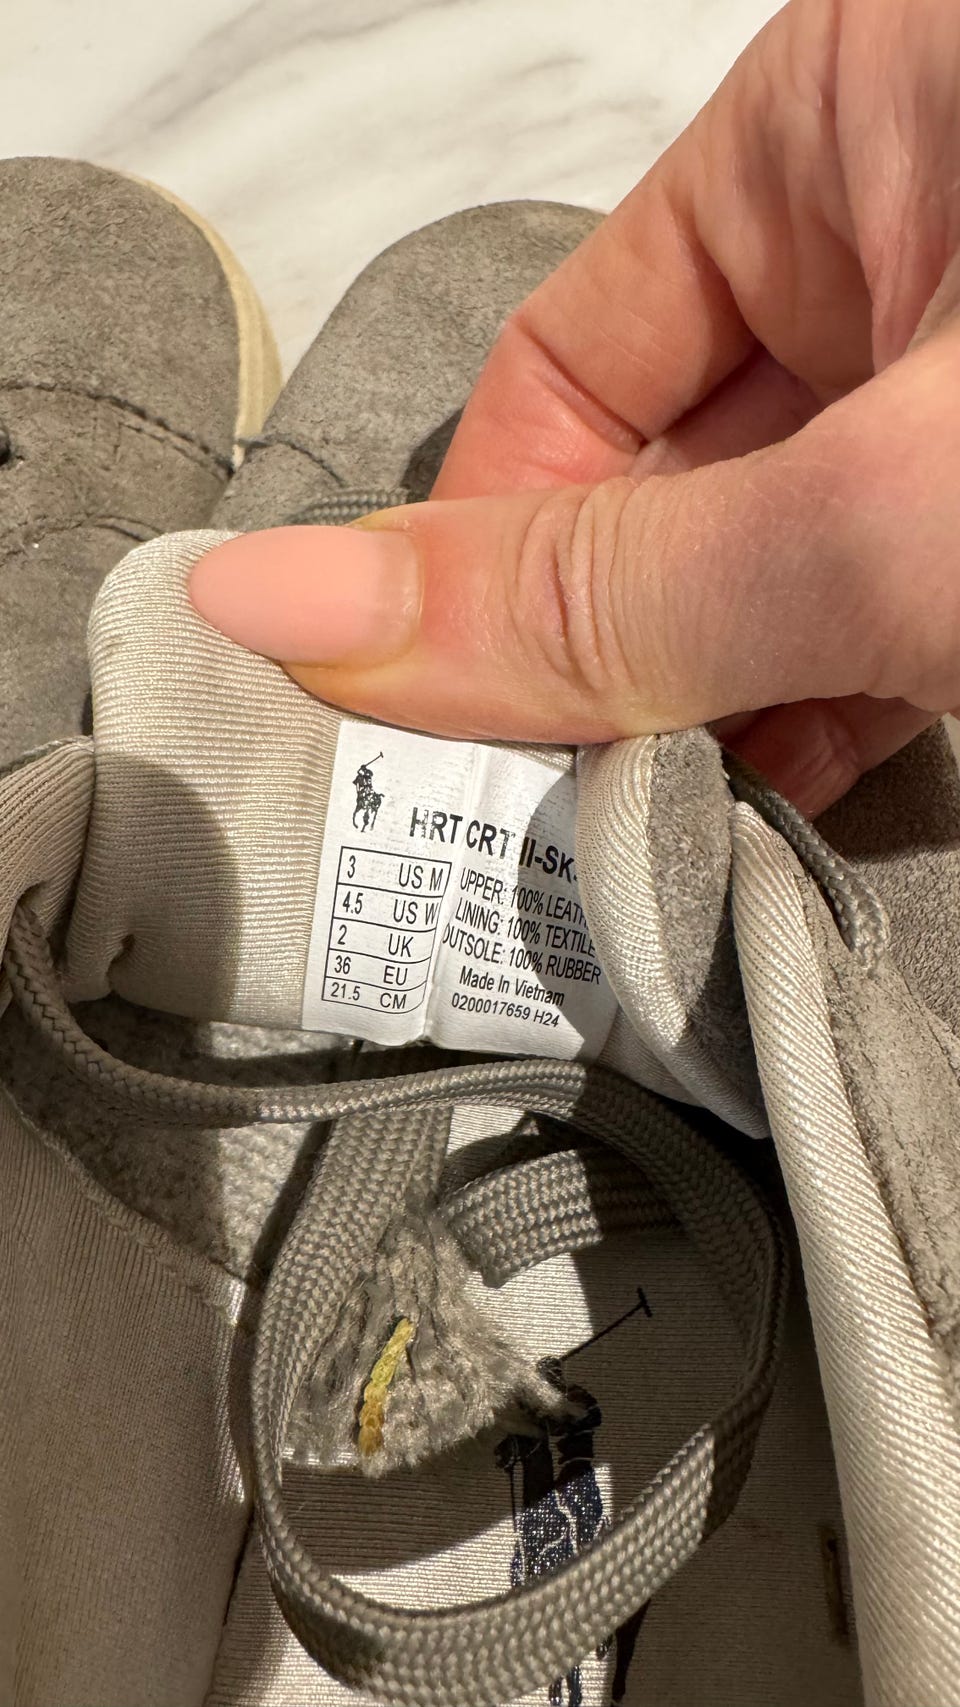 HRT CRT II-SK-
3 US M
4.5 US W
2 UK
36 EU
21.5 CM
UPPER: 100%
LINING: 100% TEXTILE
OUTSOLE: 100% RUBBER
Made In Vietnam
0200017659 H24